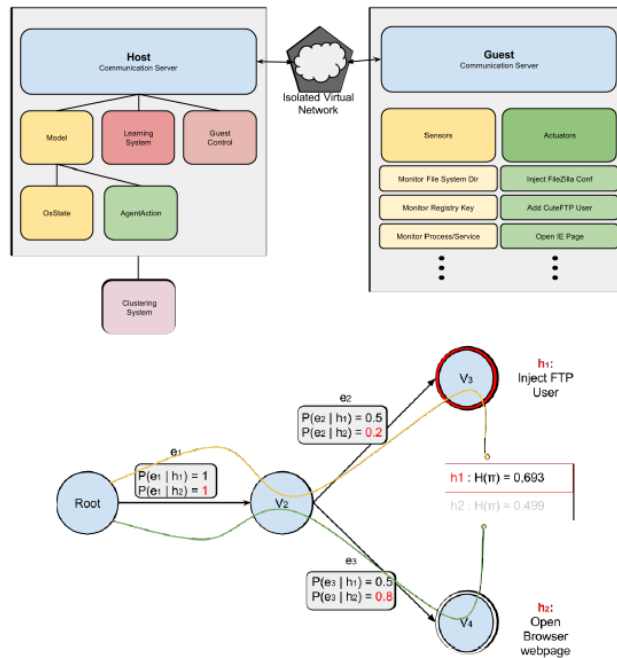 Host
Communication Server
Isolated Virtual
Network
Guest
Communication Server
Model
Learning
System
Guest
Control
OsState
AgentAction
Clustering
System
Sensors
Actuators
Monitor File System Dir
Inject FileZilla Conf
Monitor Registry Key
Add CuteFTP User
Monitor Process/Service
Open IE Page
V₃
h₁:
Inject FTP
User
e₂
P(e₂ | h₁) = 0.5
P(e₂ | h₂) = 0.2
e₁
P(e₁ | h₁) = 1
P(e₁ | h₂) = 1
h1 : H(π) = 0,693
h2 : H(π) = 0.499
Root
V₂
e₃
P(e₃ | h₁) = 0.5
P(e₃ | h₂) = 0.8
V₄
h₂:
Open
Browser
webpage